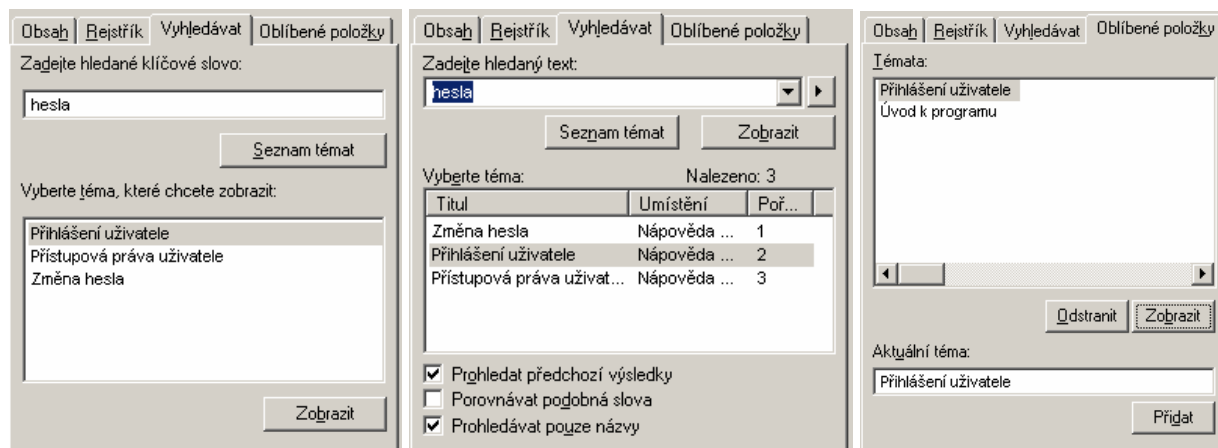 Obsah Rejstřík Vyhledávat Oblíbené položky
Zadejte hledané klíčové slovo:
hesla
Seznam témat
Vyberte téma, které chcete zobrazit:
Přihlášení uživatele
Přístupová práva uživatele
Změna hesla
Zobrazit
Obsah Rejstřík Vyhledávat Oblíbené položky
Zadejte hledaný text:
hesla
Seznam témat Zobrazit
Vyberte téma: Nalezeno: 3
Titul Umístění Poř...
Změna hesla Nápověda ... 1
Přihlášení uživatele Nápověda ... 2
Přístupová práva uživat... Nápověda ... 3
Prohledat předchozí výsledky
Porovnávat podobná slova
Prohledávat pouze názvy
Obsah Rejstřík Vyhledávat Oblíbené položky
Témata:
Přihlášení uživatele
Úvod k programu
Odstranit Zobrazit
Aktuální téma:
Přihlášení uživatele
Přidat